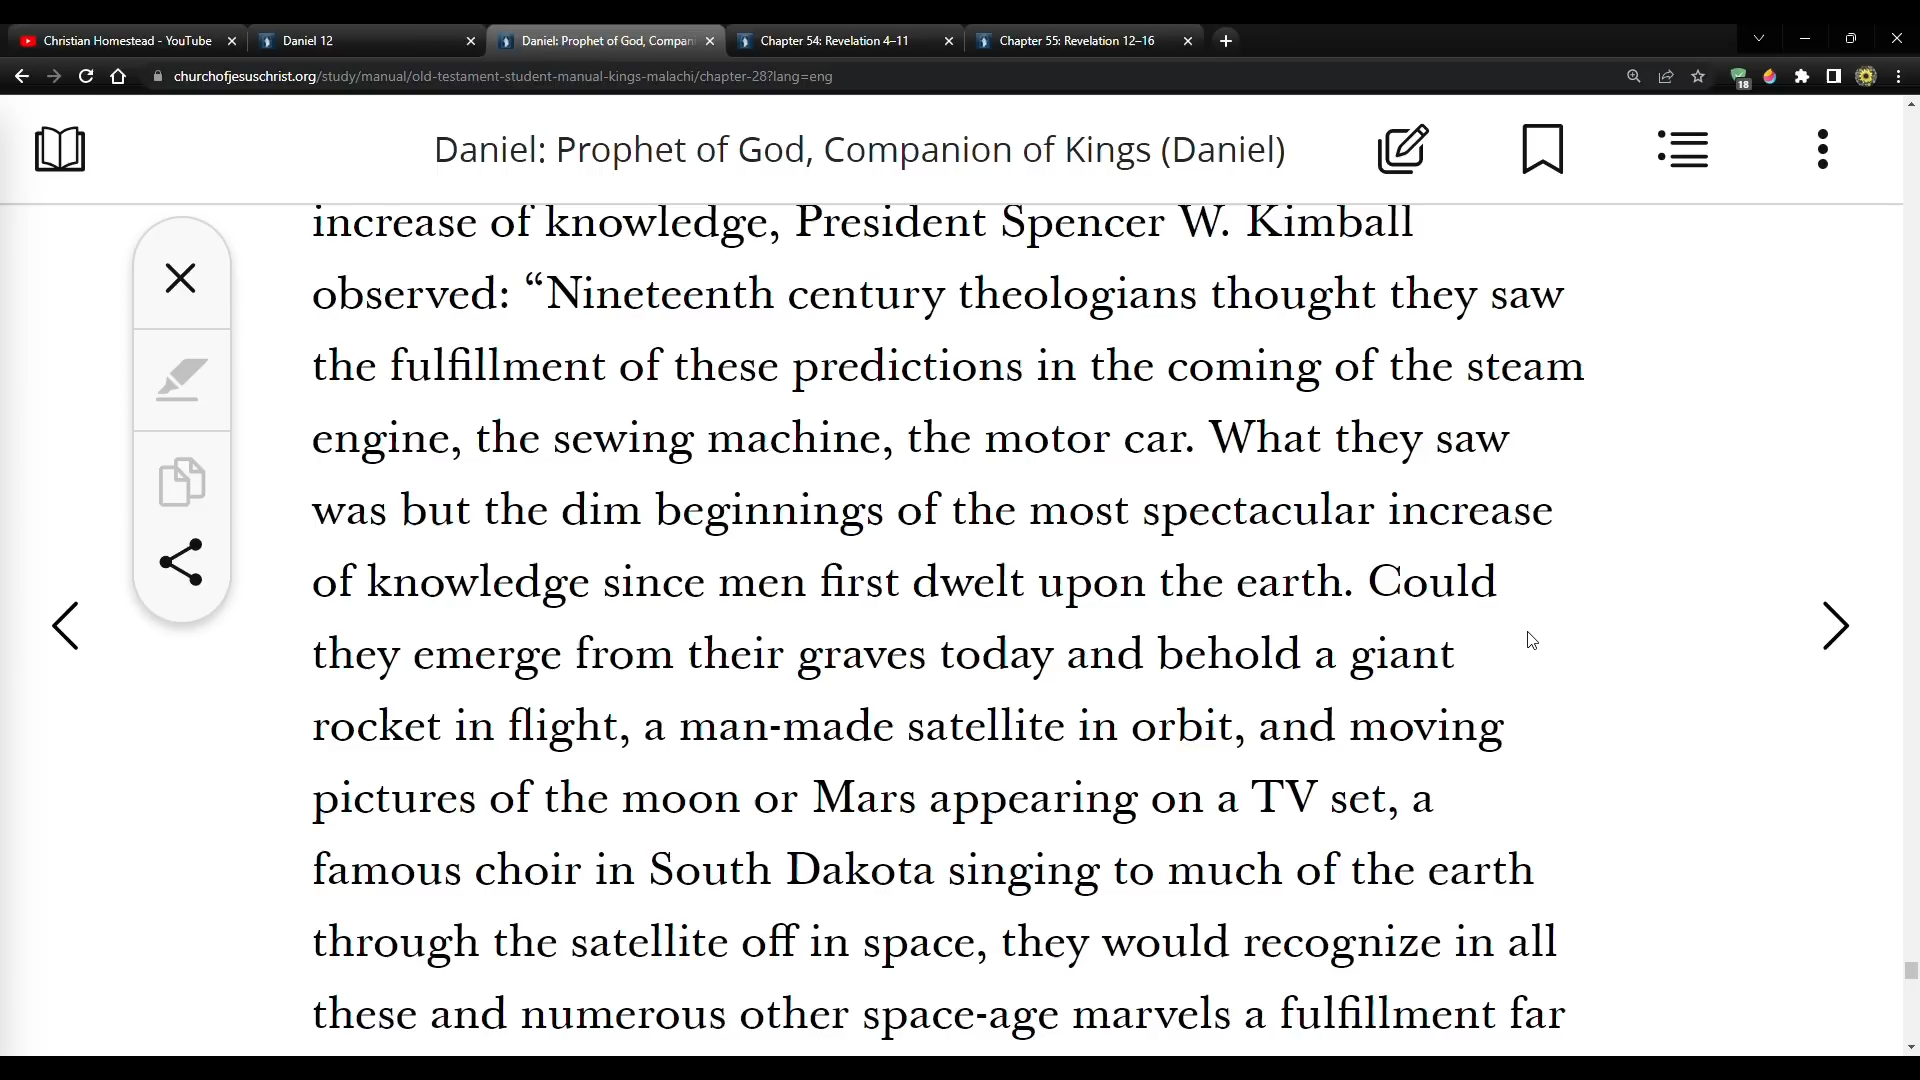 Christian Homestead - YouTube
Daniel 12
Daniel: Prophet of God, Compan
Chapter 54: Revelation 4–11
Chapter 55: Revelation 12–16
churchofjesuschrist.org/study/manual/old-testament-student-manual-kings-malachi/chapter-28?lang=eng
18
Daniel: Prophet of God, Companion of Kings (Daniel)
increase of knowledge, President Spencer W. Kimball
observed: “Nineteenth century theologians thought they saw
the fulfillment of these predictions in the coming of the steam
engine, the sewing machine, the motor car. What they saw
was but the dim beginnings of the most spectacular increase
of knowledge since men first dwelt upon the earth. Could
they emerge from their graves today and behold a giant
rocket in flight, a man-made satellite in orbit, and moving
pictures of the moon or Mars appearing on a TV set, a
famous choir in South Dakota singing to much of the earth
through the satellite off in space, they would recognize in all
these and numerous other space-age marvels a fulfillment far